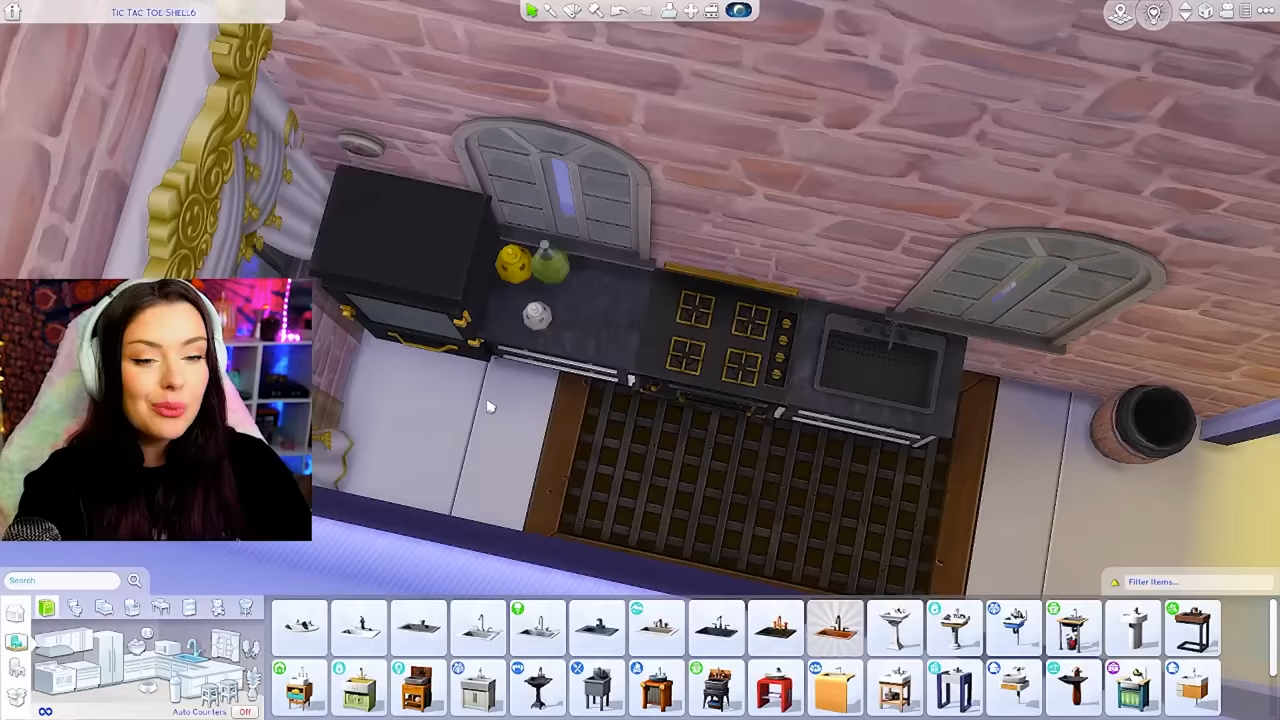 TIC TAC TOE SHELL6
Search
Filter Items...
Auto Counters Off